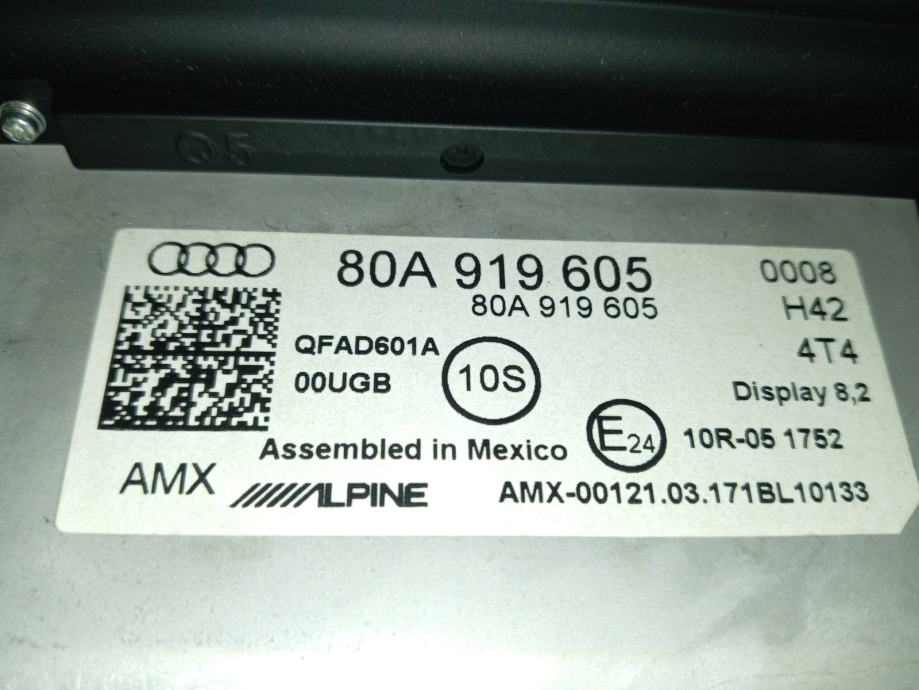 Q5
80A 919 605
0008
80A 919 605
H42
QFAD601A
4T4
00UGB
10S
Display 8,2
E24
10R-05 1752
Assembled in Mexico
AMX
ALPINE
AMX-00121.03.171BL10133